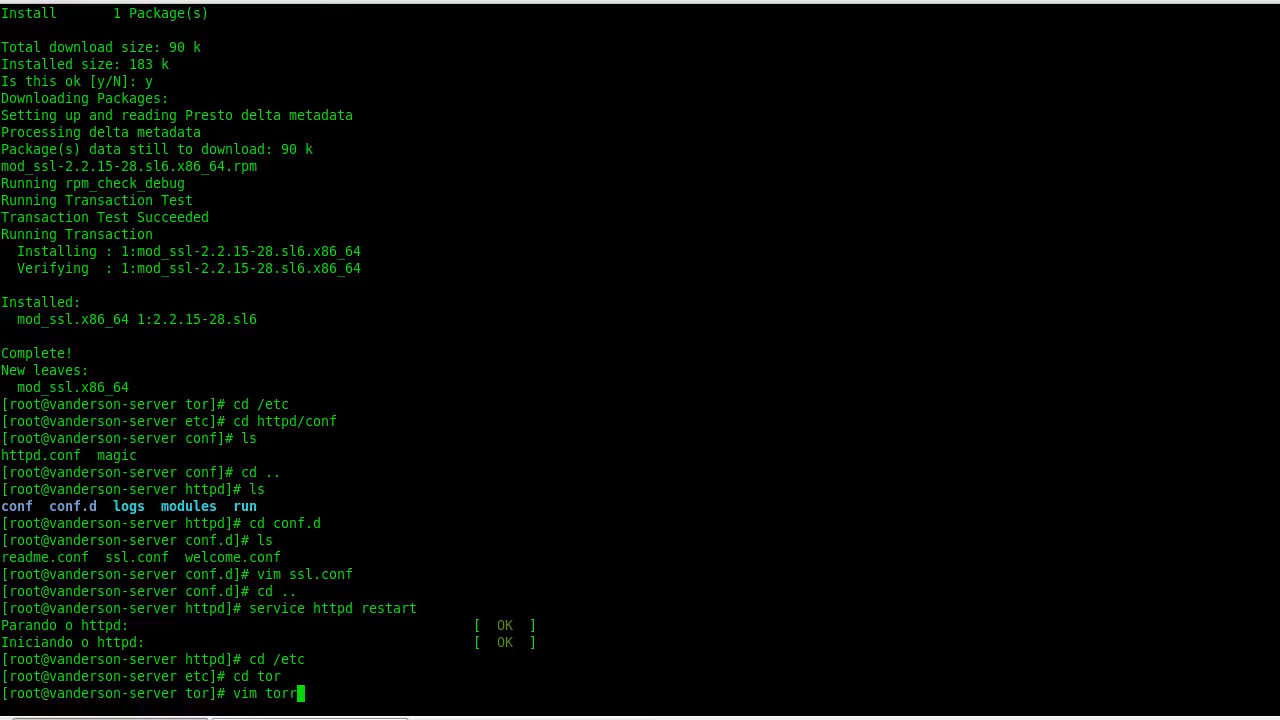 Install       1 Package(s)

Total download size: 90 k
Installed size: 183 k
Is this ok [y/N]: y
Downloading Packages:
Setting up and reading Presto delta metadata
Processing delta metadata
Package(s) data still to download: 90 k
mod_ssl-2.2.15-28.sl6.x86_64.rpm
Running rpm_check_debug
Running Transaction Test
Transaction Test Succeeded
Running Transaction
  Installing : 1:mod_ssl-2.2.15-28.sl6.x86_64
  Verifying  : 1:mod_ssl-2.2.15-28.sl6.x86_64

Installed:
  mod_ssl.x86_64 1:2.2.15-28.sl6

Complete!
New leaves:
  mod_ssl.x86_64
[root@vanderson-server tor]# cd /etc
[root@vanderson-server etc]# cd httpd/conf
[root@vanderson-server conf]# ls
httpd.conf  magic
[root@vanderson-server conf]# cd ..
[root@vanderson-server httpd]# ls
conf  conf.d  logs  modules  run
[root@vanderson-server httpd]# cd conf.d
[root@vanderson-server conf.d]# ls
readme.conf  ssl.conf  welcome.conf
[root@vanderson-server conf.d]# vim ssl.conf
[root@vanderson-server conf.d]# cd ..
[root@vanderson-server httpd]# service httpd restart
Parando o httpd:                                           [  OK  ]
Iniciando o httpd:                                         [  OK  ]
[root@vanderson-server httpd]# cd /etc
[root@vanderson-server etc]# cd tor
[root@vanderson-server tor]# vim torr